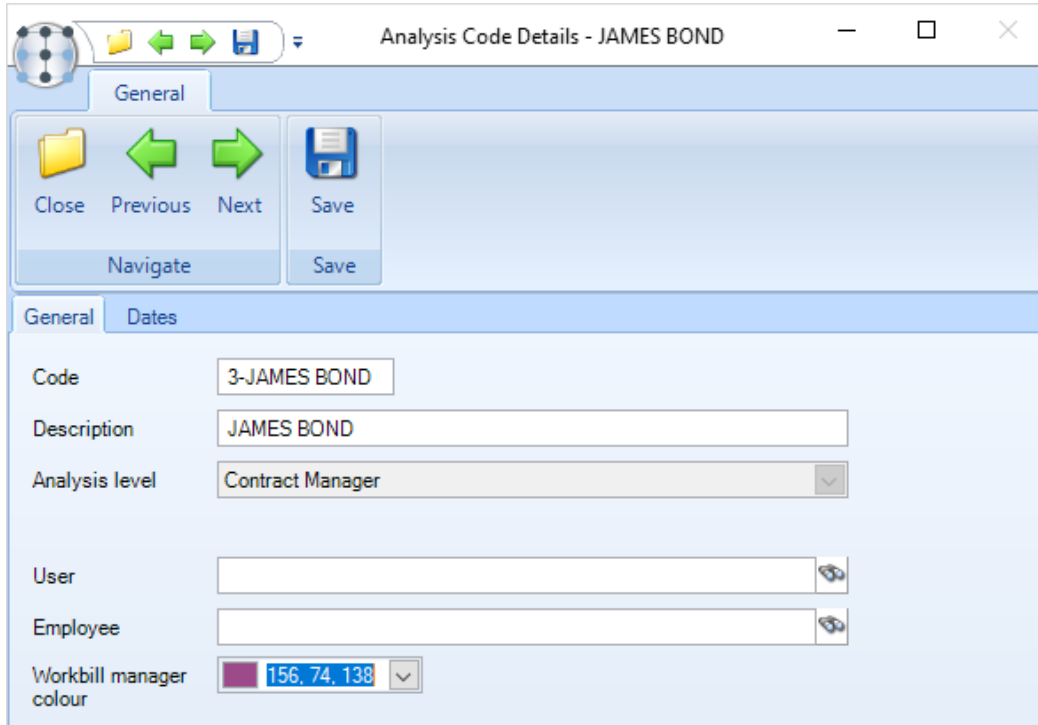 Analysis Code Details - JAMES BOND
General
Close Previous Next Save
Navigate Save
General Dates
Code 3-JAMES BOND
Description JAMES BOND
Analysis level Contract Manager
User
Employee
Workbill manager 156, 74, 138
colour